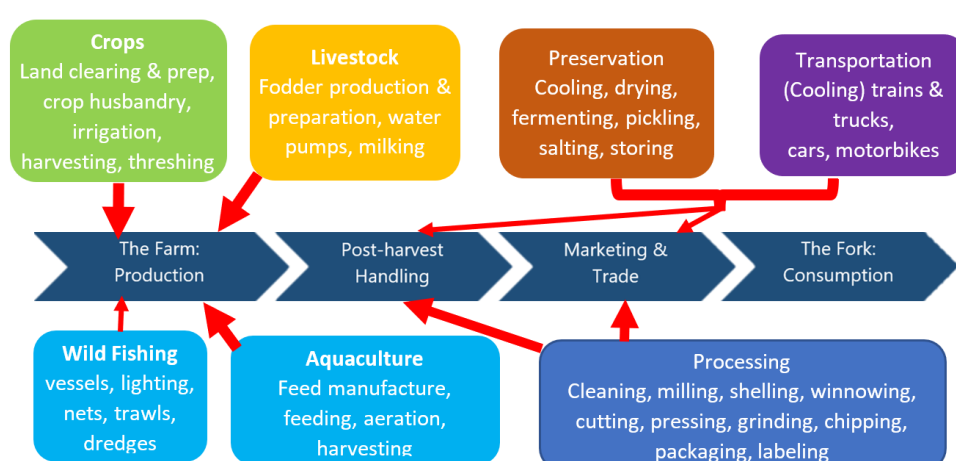 Crops
Land clearing & prep,
crop husbandry,
irrigation,
harvesting, threshing
Livestock
Fodder production &
preparation, water
pumps, milking
Preservation
Cooling, drying,
fermenting, pickling,
salting, storing
Transportation
(Cooling) trains &
trucks,
cars, motorbikes
The Farm:
Production
Post-harvest
Handling
Marketing &
Trade
The Fork:
Consumption
Wild Fishing
vessels, lighting,
nets, trawls,
dredges
Aquaculture
Feed manufacture,
feeding, aeration,
harvesting
Processing
Cleaning, milling, shelling, winnowing,
cutting, pressing, grinding, chipping,
packaging, labeling